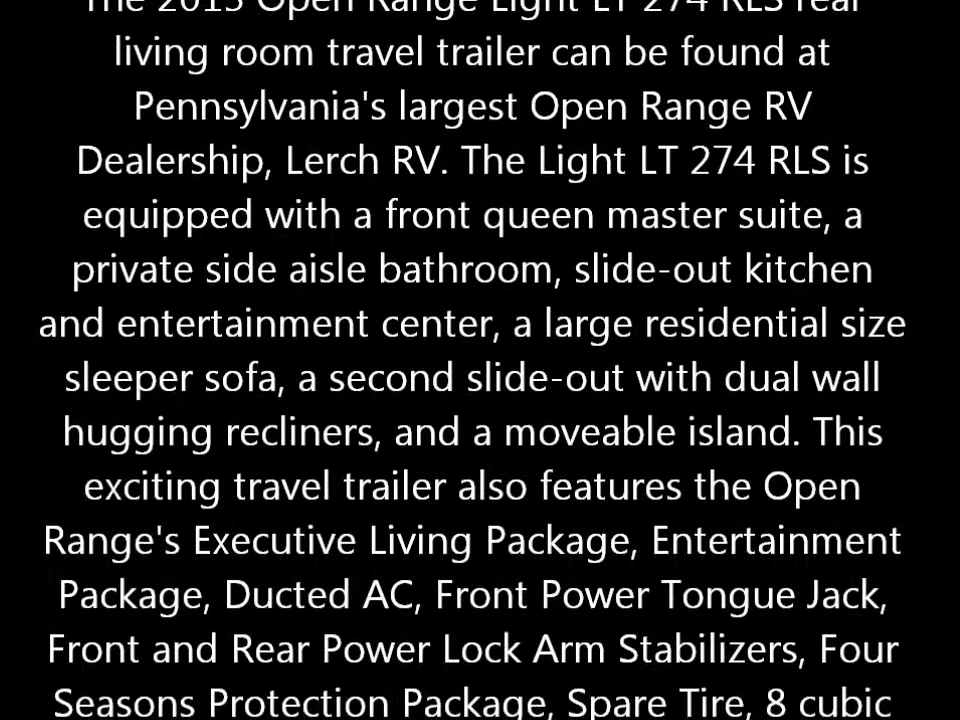 The 2013 Open Range Light LT 274 RLS rear
living room travel trailer can be found at
Pennsylvania's largest Open Range RV
Dealership, Lerch RV. The Light LT 274 RLS is
equipped with a front queen master suite, a
private side aisle bathroom, slide-out kitchen
and entertainment center, a large residential size
sleeper sofa, a second slide-out with dual wall
hugging recliners, and a moveable island. This
exciting travel trailer also features the Open
Range's Executive Living Package, Entertainment
Package, Ducted AC, Front Power Tongue Jack,
Front and Rear Power Lock Arm Stabilizers, Four
Seasons Protection Package, Spare Tire, 8 cubic